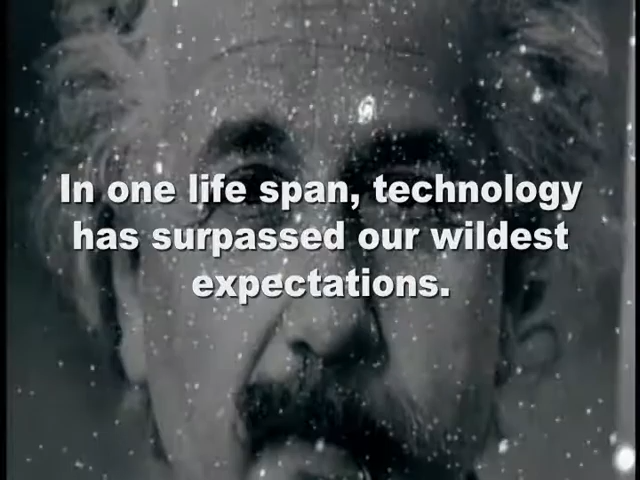 In one life span, technology
has surpassed our wildest
expectations.